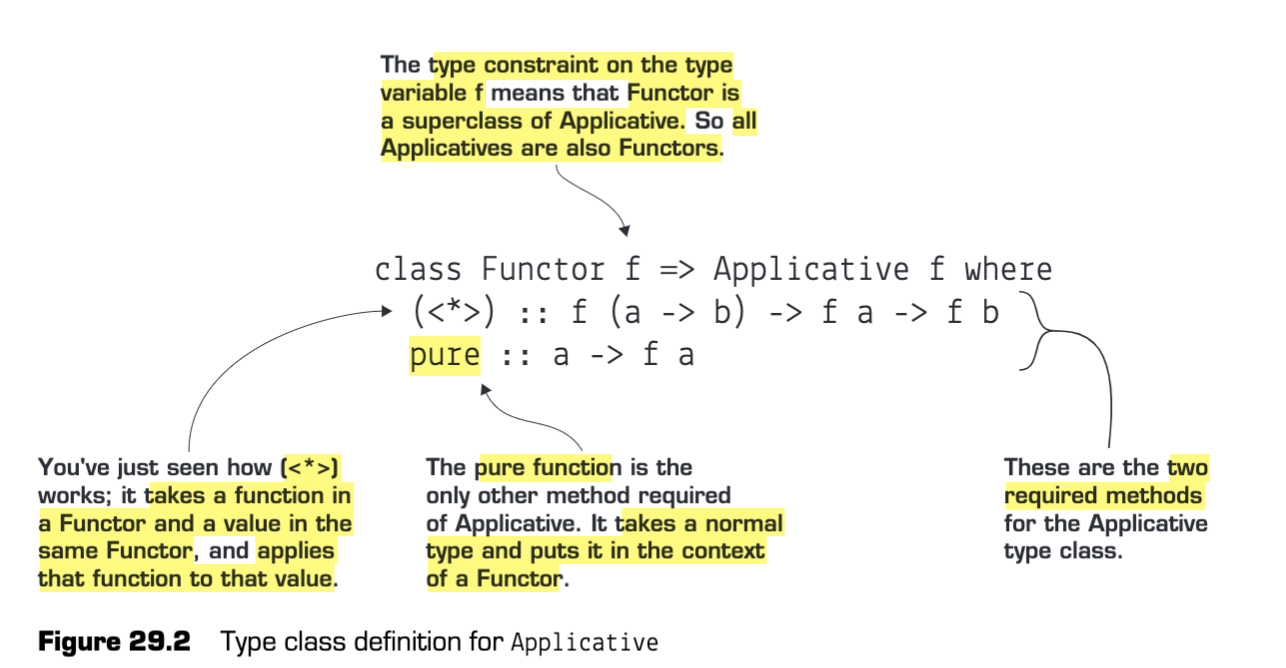 The type constraint on the type
variable f means that Functor is
a superclass of Applicative. So all
Applicatives are also Functors.
class Functor f => Applicative f where
(<*>) :: f (a -> b) -> f a -> f b
pure :: a -> f a
You've just seen how (<*>)
works; it takes a function in
a Functor and a value in the
same Functor, and applies
that function to that value.
The pure function is the
only other method required
of Applicative. It takes a normal
type and puts it in the context
of a Functor.
These are the two
required methods
for the Applicative
type class.
Figure 29.2 Type class definition for Applicative